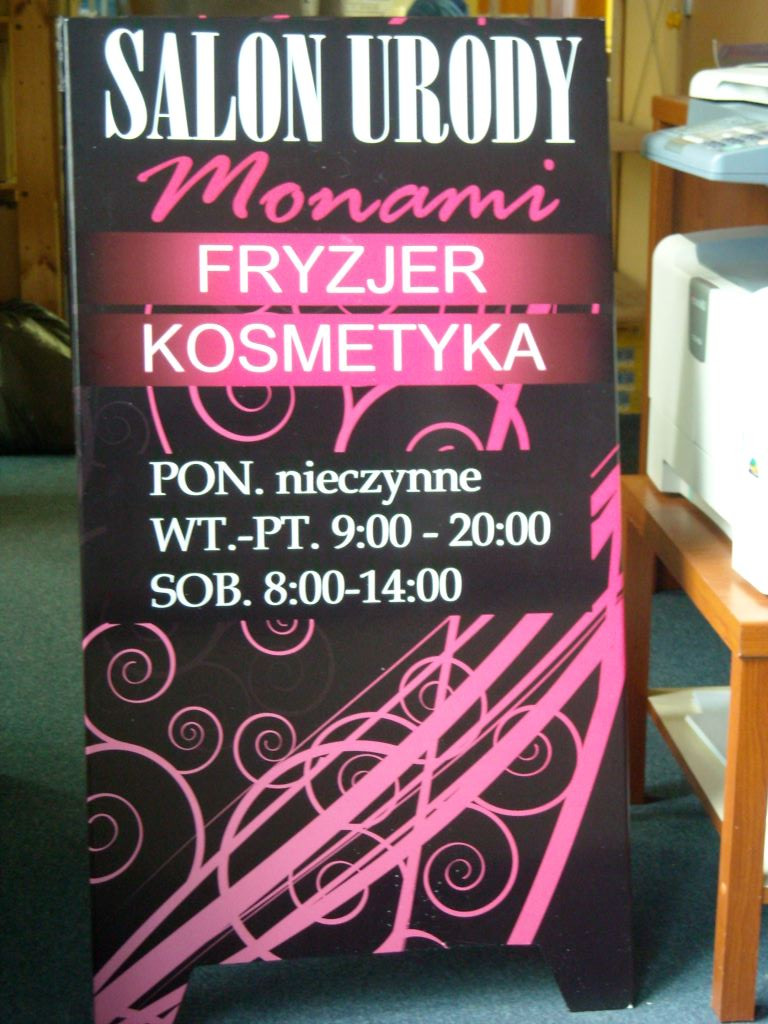 SALON URODY
Monami
FRYZJER
KOSMETYKA
PON. nieczynne
WT.-PT. 9:00 - 20:00
SOB. 8:00-14:00